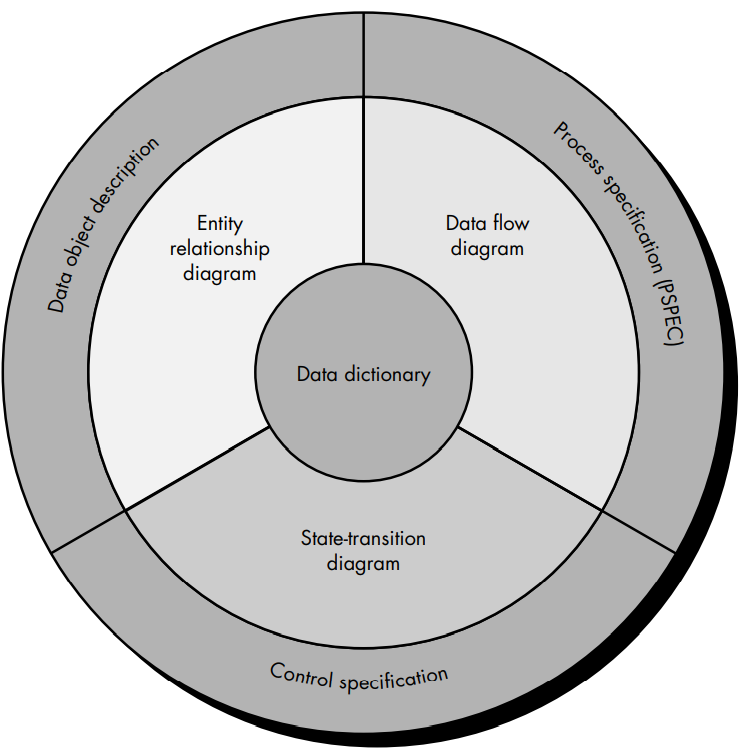 Data object description
Process specification (PSPEC)
Entity
relationship
diagram
Data flow
diagram
Data dictionary
State-transition
diagram
Control specification